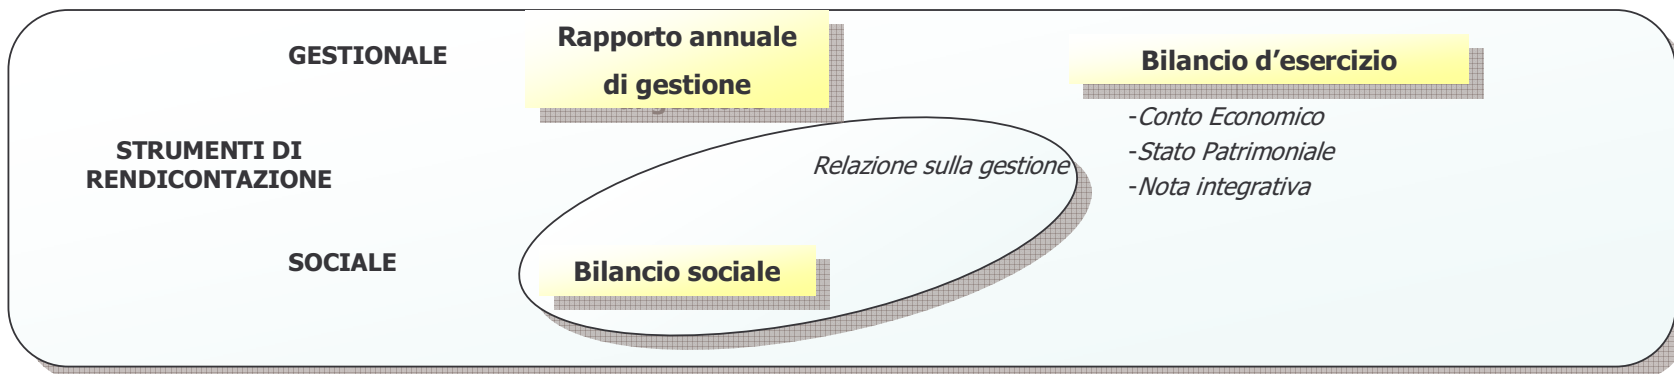 GESTIONALE
Rapporto annuale
di gestione
Bilancio d’esercizio
-Conto Economico
-Stato Patrimoniale
-Nota integrativa
STRUMENTI DI
RENDICONTAZIONE
Relazione sulla gestione
SOCIALE
Bilancio sociale